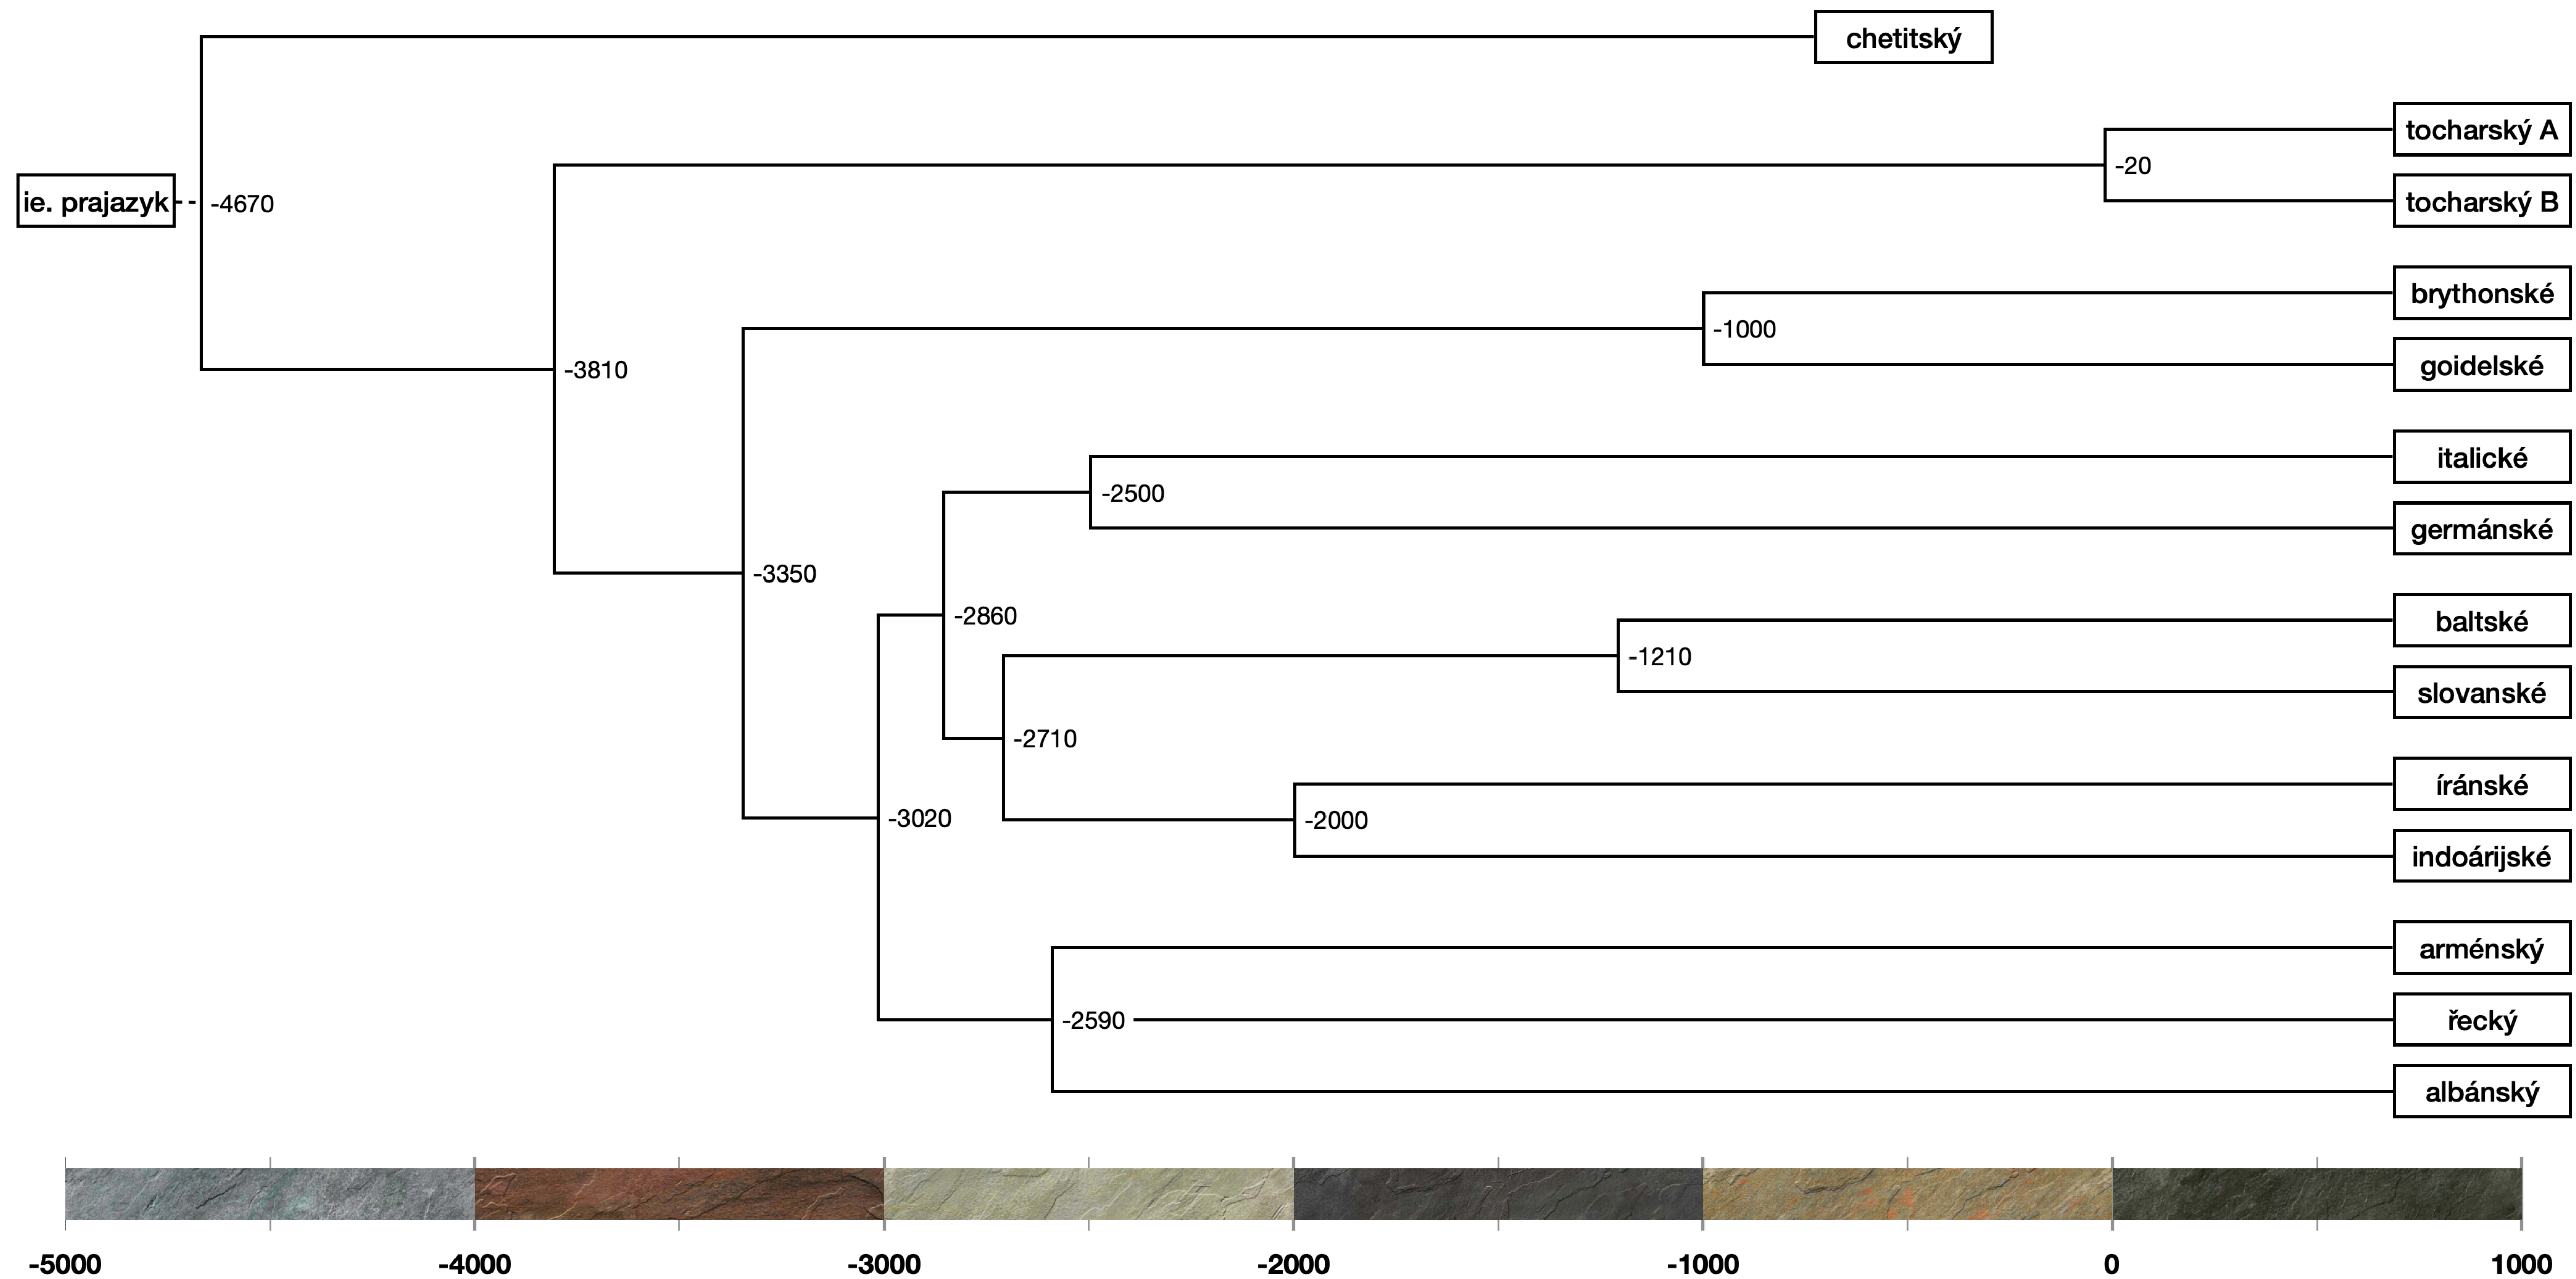 chetitský
tocharský A
-20
tocharský B
ie. prajazyk
-4670
brythonské
-1000
goidelské
-3810
italické
-2500
germánské
-3350
-2860
baltské
-1210
slovanské
-2710
íránské
-3020
-2000
indoárijské
arménský
-2590
řecký
albánský
-5000 -4000 -3000 -2000 -1000 0 1000